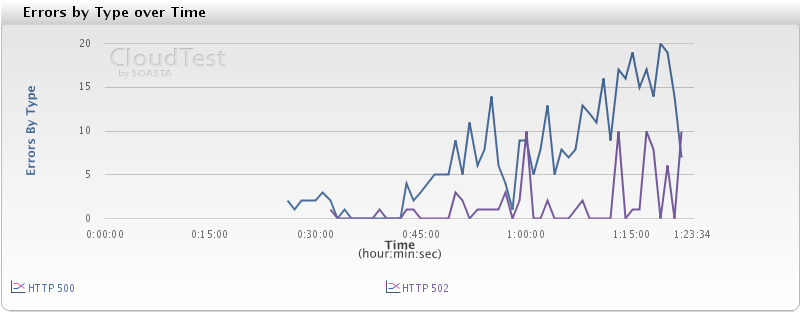 Errors by Type over Time
CloudTest
by SOASTA
Errors By Type
20
15
10
5
0
0:00:00 0:15:00 0:30:00 0:45:00 1:00:00 1:15:00 1:23:34
Time
(hour:min:sec)
HTTP 500 HTTP 502